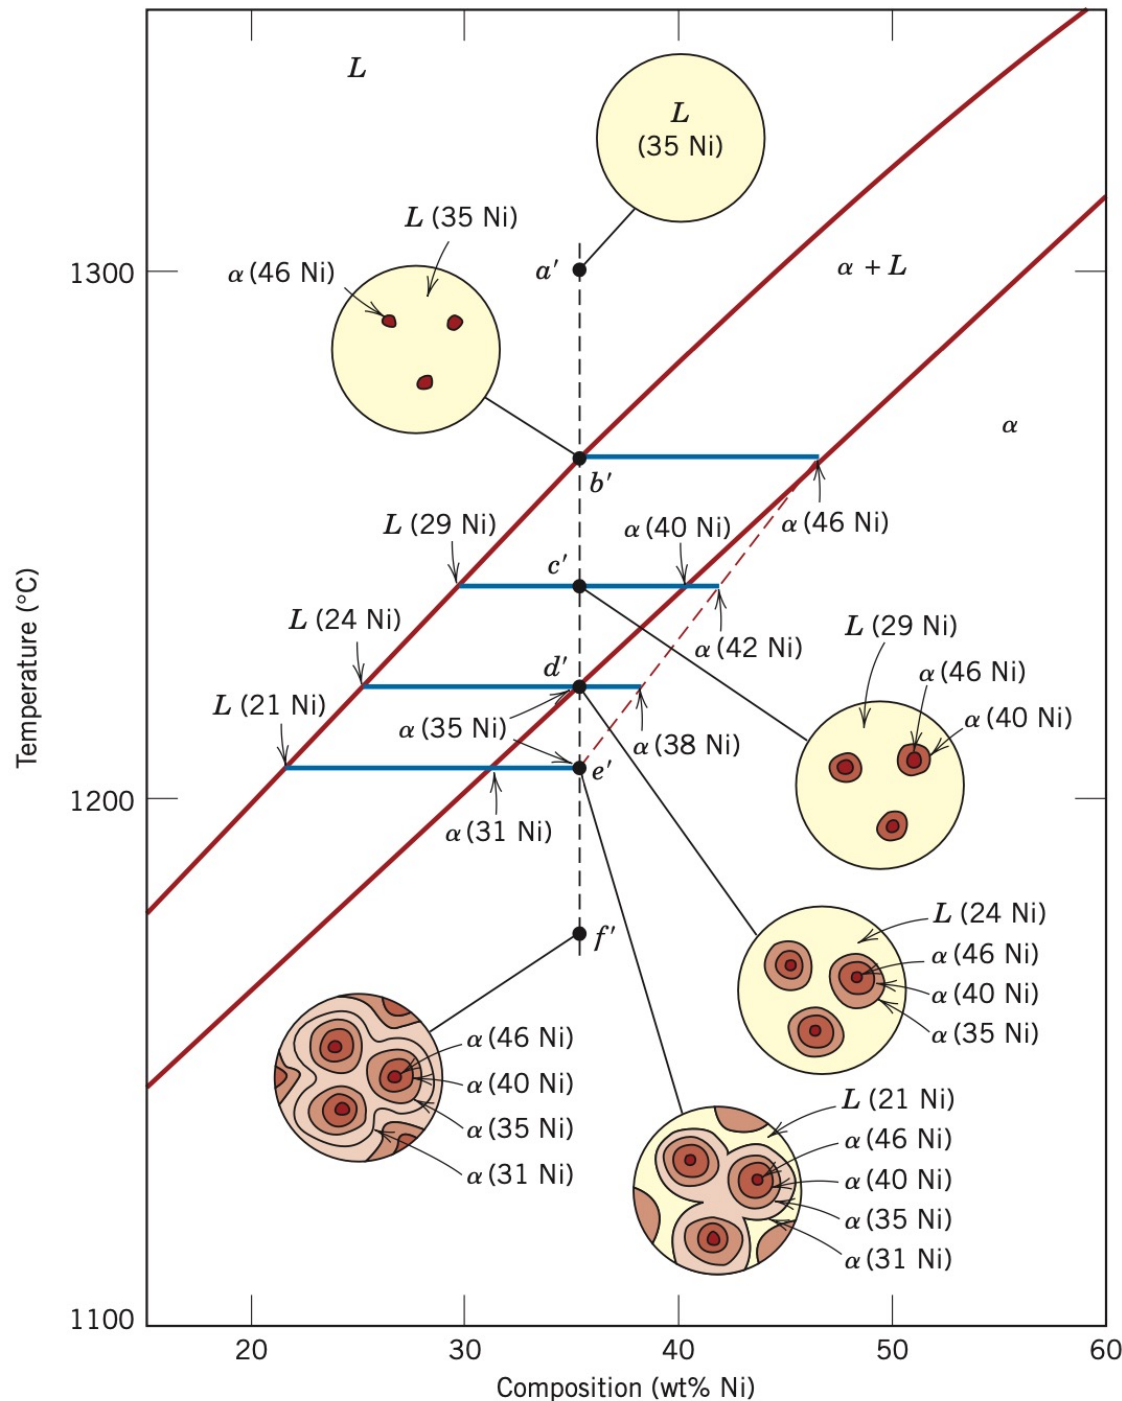 L
L
(35 Ni)
L (35 Ni)
α (46 Ni)
1300
a′
α + L
α
b′
α (46 Ni)
L (29 Ni)
α (40 Ni)
c′
L (24 Ni)
α (42 Ni)
L (29 Ni)
d′
α (46 Ni)
L (21 Ni)
α (35 Ni)
α (38 Ni)
α (40 Ni)
e′
1200
α (31 Ni)
Temperature (°C)
f′
L (24 Ni)
α (46 Ni)
α (40 Ni)
α (35 Ni)
α (46 Ni)
α (40 Ni)
α (35 Ni)
α (31 Ni)
L (21 Ni)
α (46 Ni)
α (40 Ni)
α (35 Ni)
α (31 Ni)
1100
20 30 40 50 60
Composition (wt% Ni)